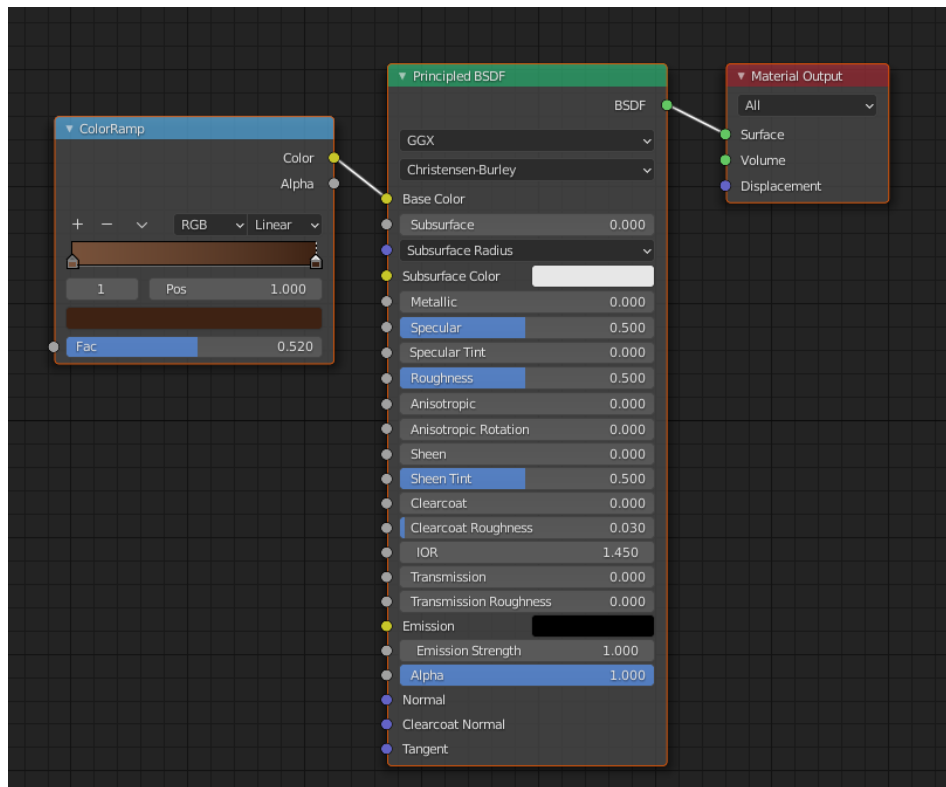 ColorRamp
Color
Alpha
RGB Linear
1 Pos 1.000
Fac 0.520
Principled BSDF
BSDF
GGX
Christensen-Burley
Base Color
Subsurface 0.000
Subsurface Radius
Subsurface Color
Metallic 0.000
Specular 0.500
Specular Tint 0.000
Roughness 0.500
Anisotropic 0.000
Anisotropic Rotation 0.000
Sheen 0.000
Sheen Tint 0.500
Clearcoat 0.000
Clearcoat Roughness 0.030
IOR 1.450
Transmission 0.000
Transmission Roughness 0.000
Emission
Emission Strength 1.000
Alpha 1.000
Normal
Clearcoat Normal
Tangent
Material Output
All
Surface
Volume
Displacement